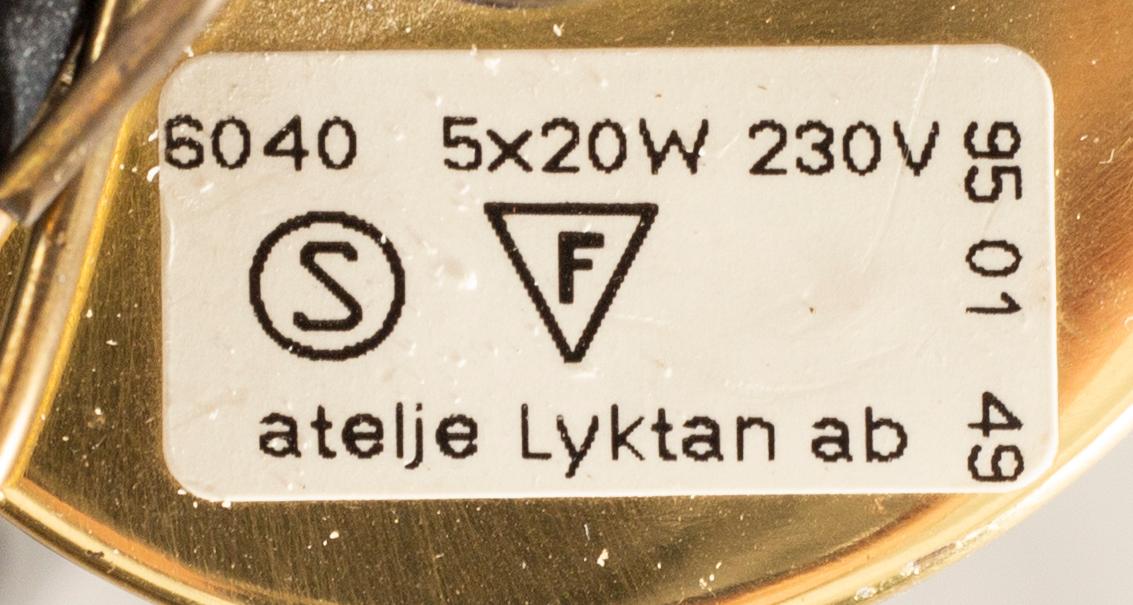 6040 5x20W 230V
S F
atelje Lyktan ab
95 01 49